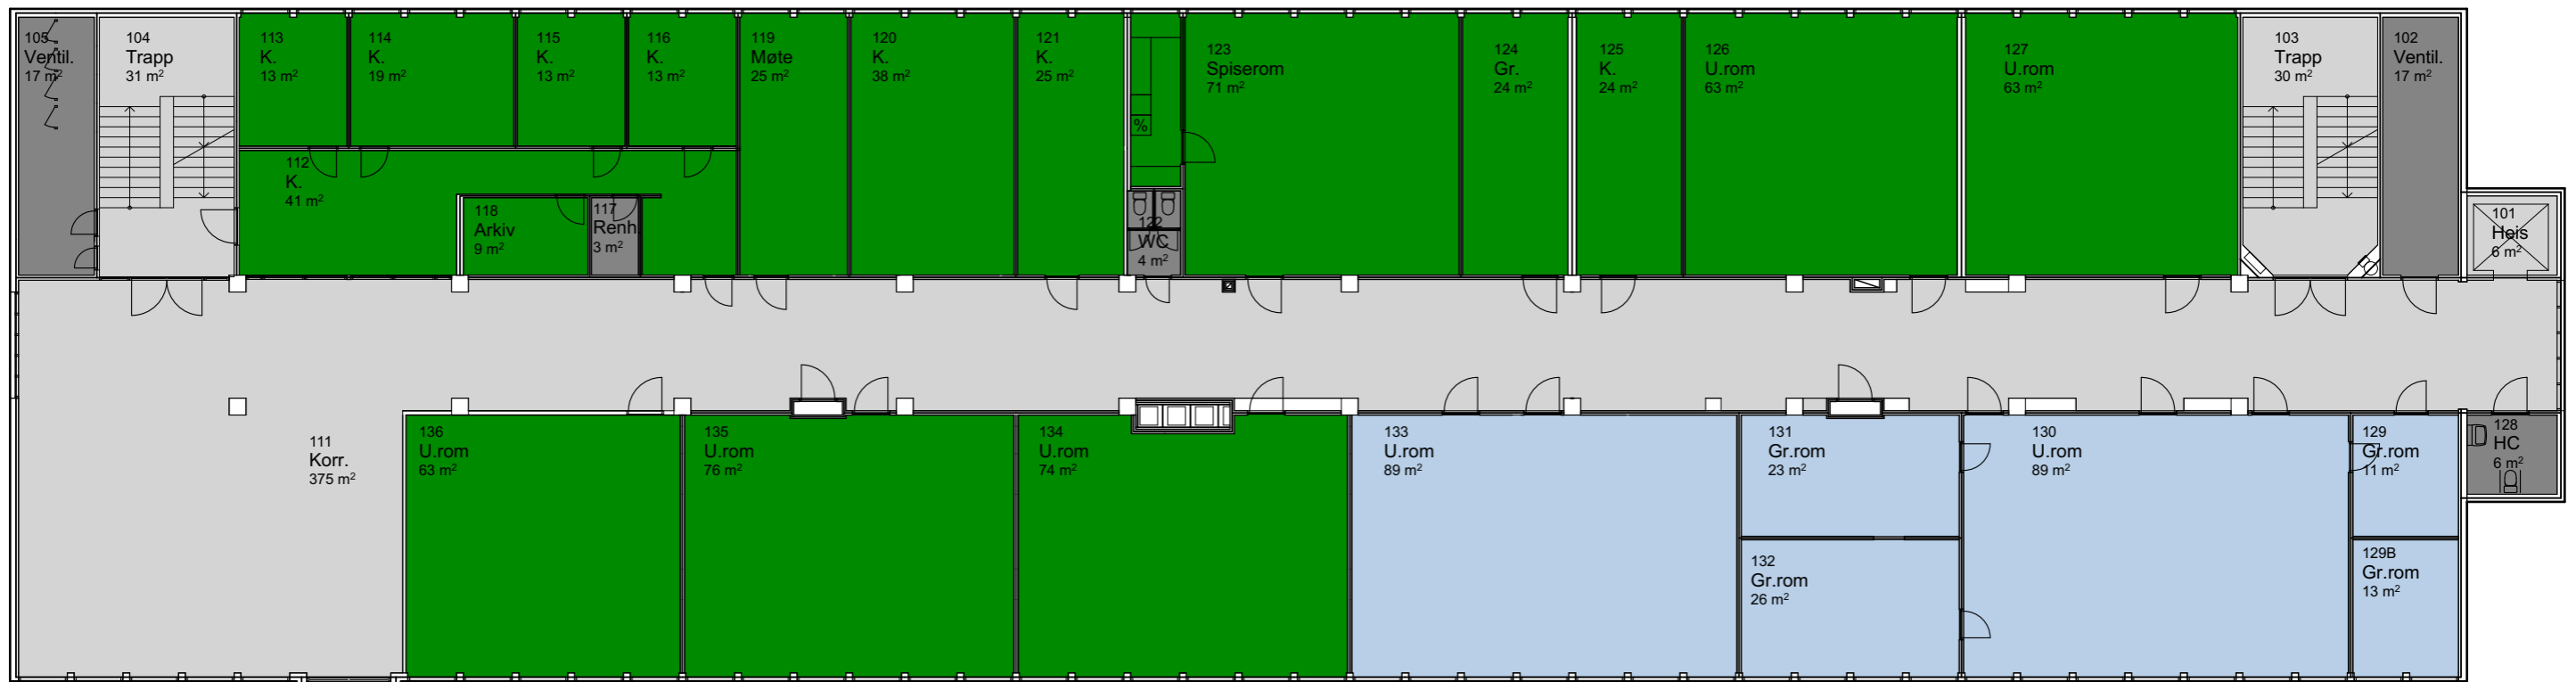 105
Ventil.
17 m²
104
Trapp
31 m²
113
K.
13 m²
114
K.
19 m²
115
K.
13 m²
116
K.
13 m²
119
Møte
25 m²
120
K.
38 m²
121
K.
25 m²
123
Spiserom
71 m²
124
Gr.
24 m²
125
K.
24 m²
126
U.rom
63 m²
127
U.rom
63 m²
103
Trapp
30 m²
102
Ventil.
17 m²
%
112
K.
41 m²
118
Arkiv
9 m²
117
Renh.
3 m²
122
WC
4 m²
101
Heis
6 m²
111
Korr.
375 m²
136
U.rom
63 m²
135
U.rom
76 m²
134
U.rom
74 m²
133
U.rom
89 m²
131
Gr.rom
23 m²
130
U.rom
89 m²
129
Gr.rom
11 m²
128
HC
6 m²
132
Gr.rom
26 m²
129B
Gr.rom
13 m²